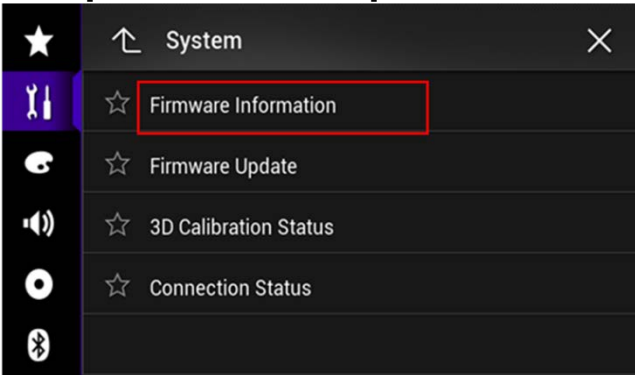 System
Firmware Information
Firmware Update
3D Calibration Status
Connection Status